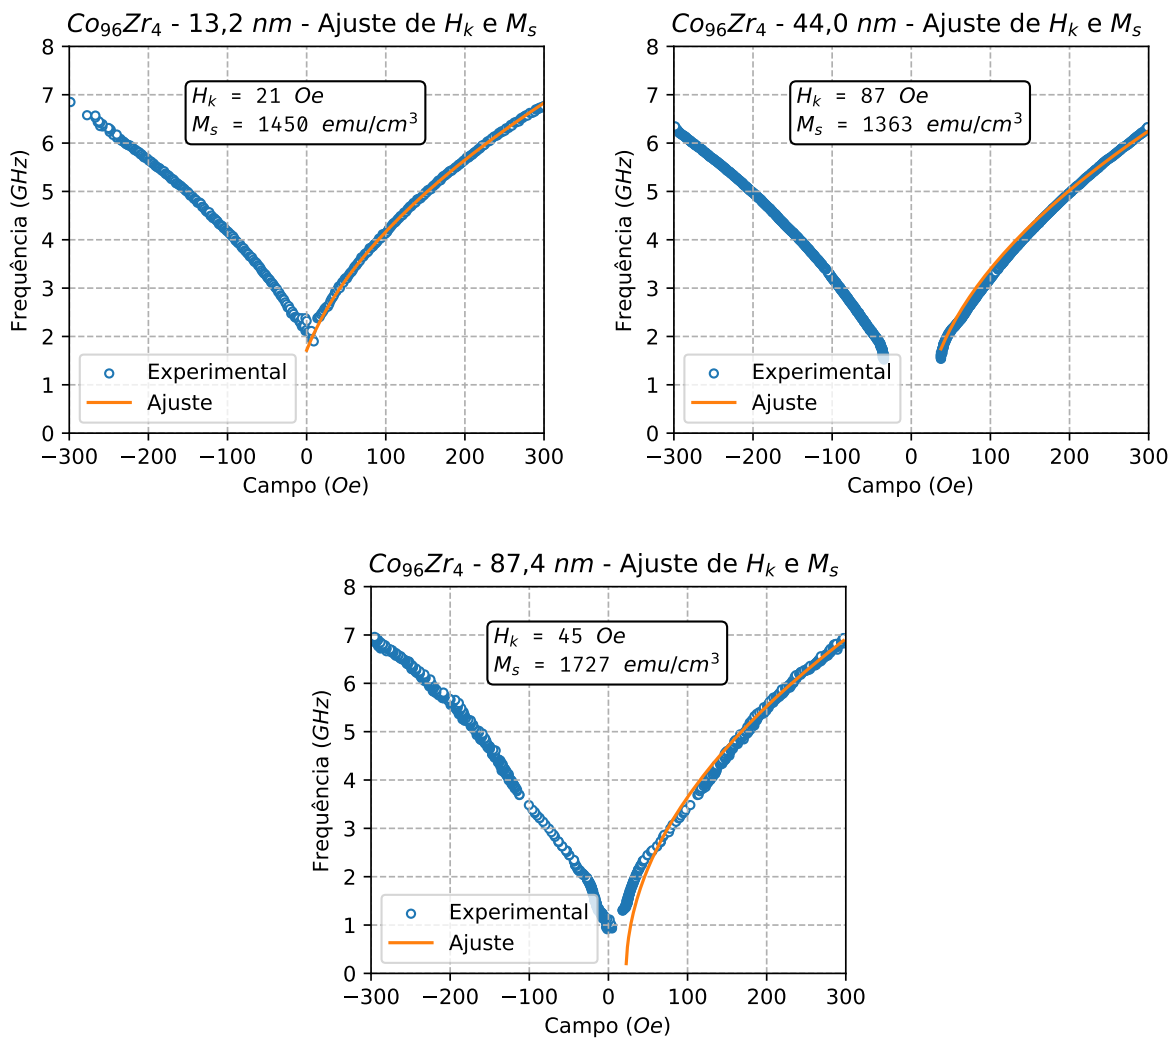 Co₉₆Zr₄ - 13,2 nm - Ajuste de Hₖ e Mₛ
8
7
6
5
4
3
2
1
0
Frequência (GHz)
Hₖ = 21 Oe
Mₛ = 1450 emu/cm³
Experimental
Ajuste
−300 −200 −100 0 100 200 300
Campo (Oe)
Co₉₆Zr₄ - 44,0 nm - Ajuste de Hₖ e Mₛ
8
7
6
5
4
3
2
1
0
Frequência (GHz)
Hₖ = 87 Oe
Mₛ = 1363 emu/cm³
Experimental
Ajuste
−300 −200 −100 0 100 200 300
Campo (Oe)
Co₉₆Zr₄ - 87,4 nm - Ajuste de Hₖ e Mₛ
8
7
6
5
4
3
2
1
0
Frequência (GHz)
Hₖ = 45 Oe
Mₛ = 1727 emu/cm³
Experimental
Ajuste
−300 −200 −100 0 100 200 300
Campo (Oe)